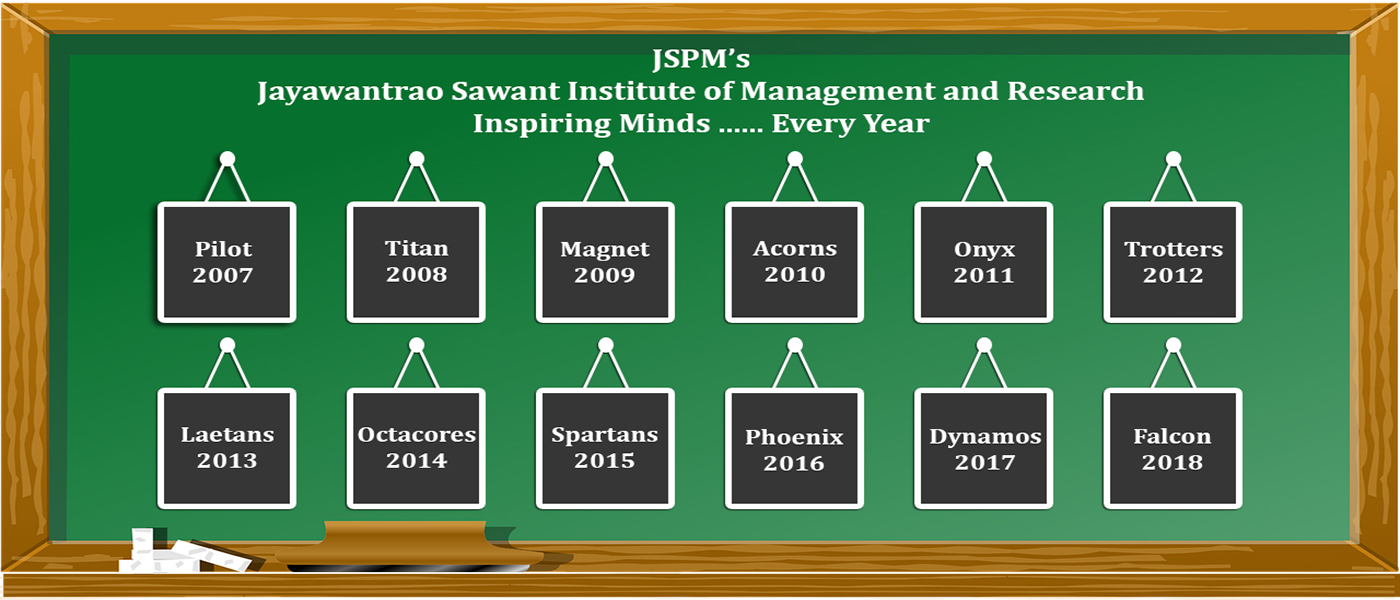 JSPM’s
Jayawantrao Sawant Institute of Management and Research
Inspiring Minds ...... Every Year
Pilot
2007
Titan
2008
Magnet
2009
Acorns
2010
Onyx
2011
Trotters
2012
Laetans
2013
Octacores
2014
Spartans
2015
Phoenix
2016
Dynamos
2017
Falcon
2018